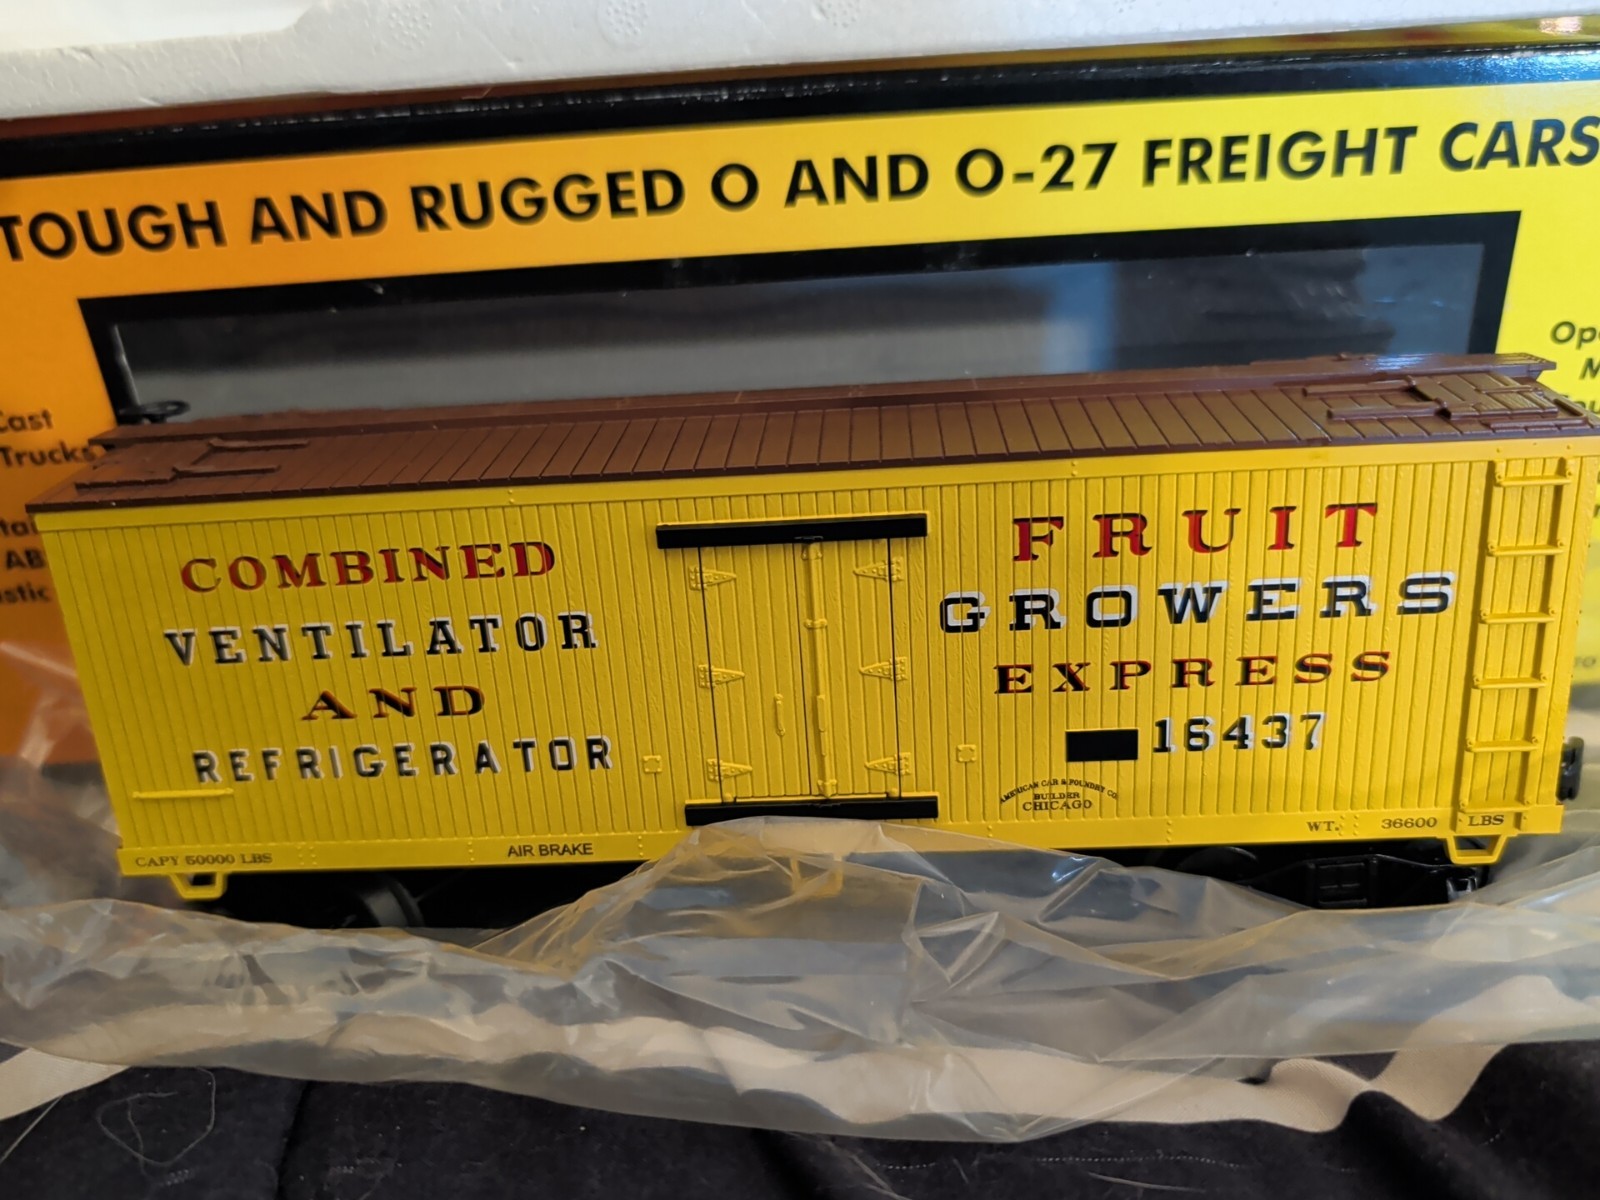 TOUGH AND RUGGED O AND O-27 FREIGHT CARS
Cast
Trucks
COMBINED
VENTILATOR
AND
REFRIGERATOR
CAPY 50000 LBS
AIR BRAKE
FRUIT
GROWERS
EXPRESS
16437
AMERICAN CAR & FOUNDRY CO.
BUILDER
CHICAGO
WT. 36600 LBS